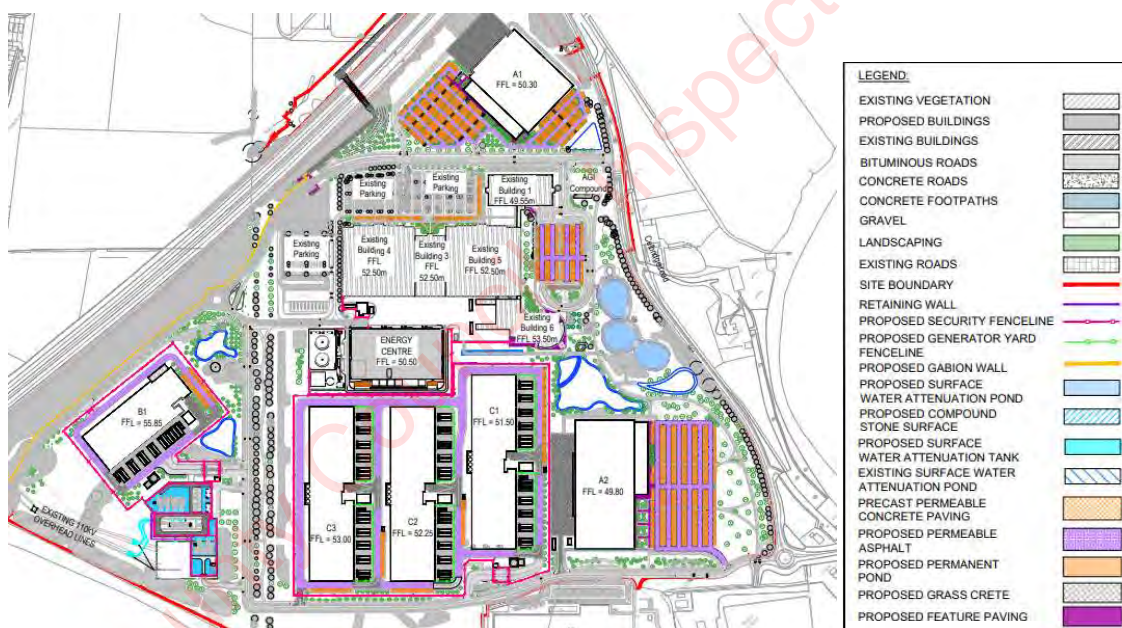 A1
FFL = 50.30
Existing
Parking
Existing
Parking
Existing
Building 1
FFL 49.55m
AGI
Compound
Existing
Parking
Existing
Building 4
FFL
52.50m
Existing
Building 3
FFL
52.50m
Existing
Building 5
FFL 52.50m
Existing
Building 6
FFL 53.50m
ENERGY
CENTRE
FFL = 50.50
B1
FFL = 55.85
C1
FFL = 51.50
A2
FFL = 49.80
C3
FFL = 53.00
C2
FFL = 52.25
EXISTING 110kV
OVERHEAD LINES
LEGEND:
EXISTING VEGETATION
PROPOSED BUILDINGS
EXISTING BUILDINGS
BITUMINOUS ROADS
CONCRETE ROADS
CONCRETE FOOTPATHS
GRAVEL
LANDSCAPING
EXISTING ROADS
SITE BOUNDARY
RETAINING WALL
PROPOSED SECURITY FENCELINE
PROPOSED GENERATOR YARD
FENCELINE
PROPOSED GABION WALL
PROPOSED SURFACE
WATER ATTENUATION POND
PROPOSED COMPOUND
STONE SURFACE
PROPOSED SURFACE
WATER ATTENUATION TANK
EXISTING SURFACE WATER
ATTENUATION POND
PRECAST PERMEABLE
CONCRETE PAVING
PROPOSED PERMEABLE
ASPHALT
PROPOSED PERMANENT
POND
PROPOSED GRASS CRETE
PROPOSED FEATURE PAVING